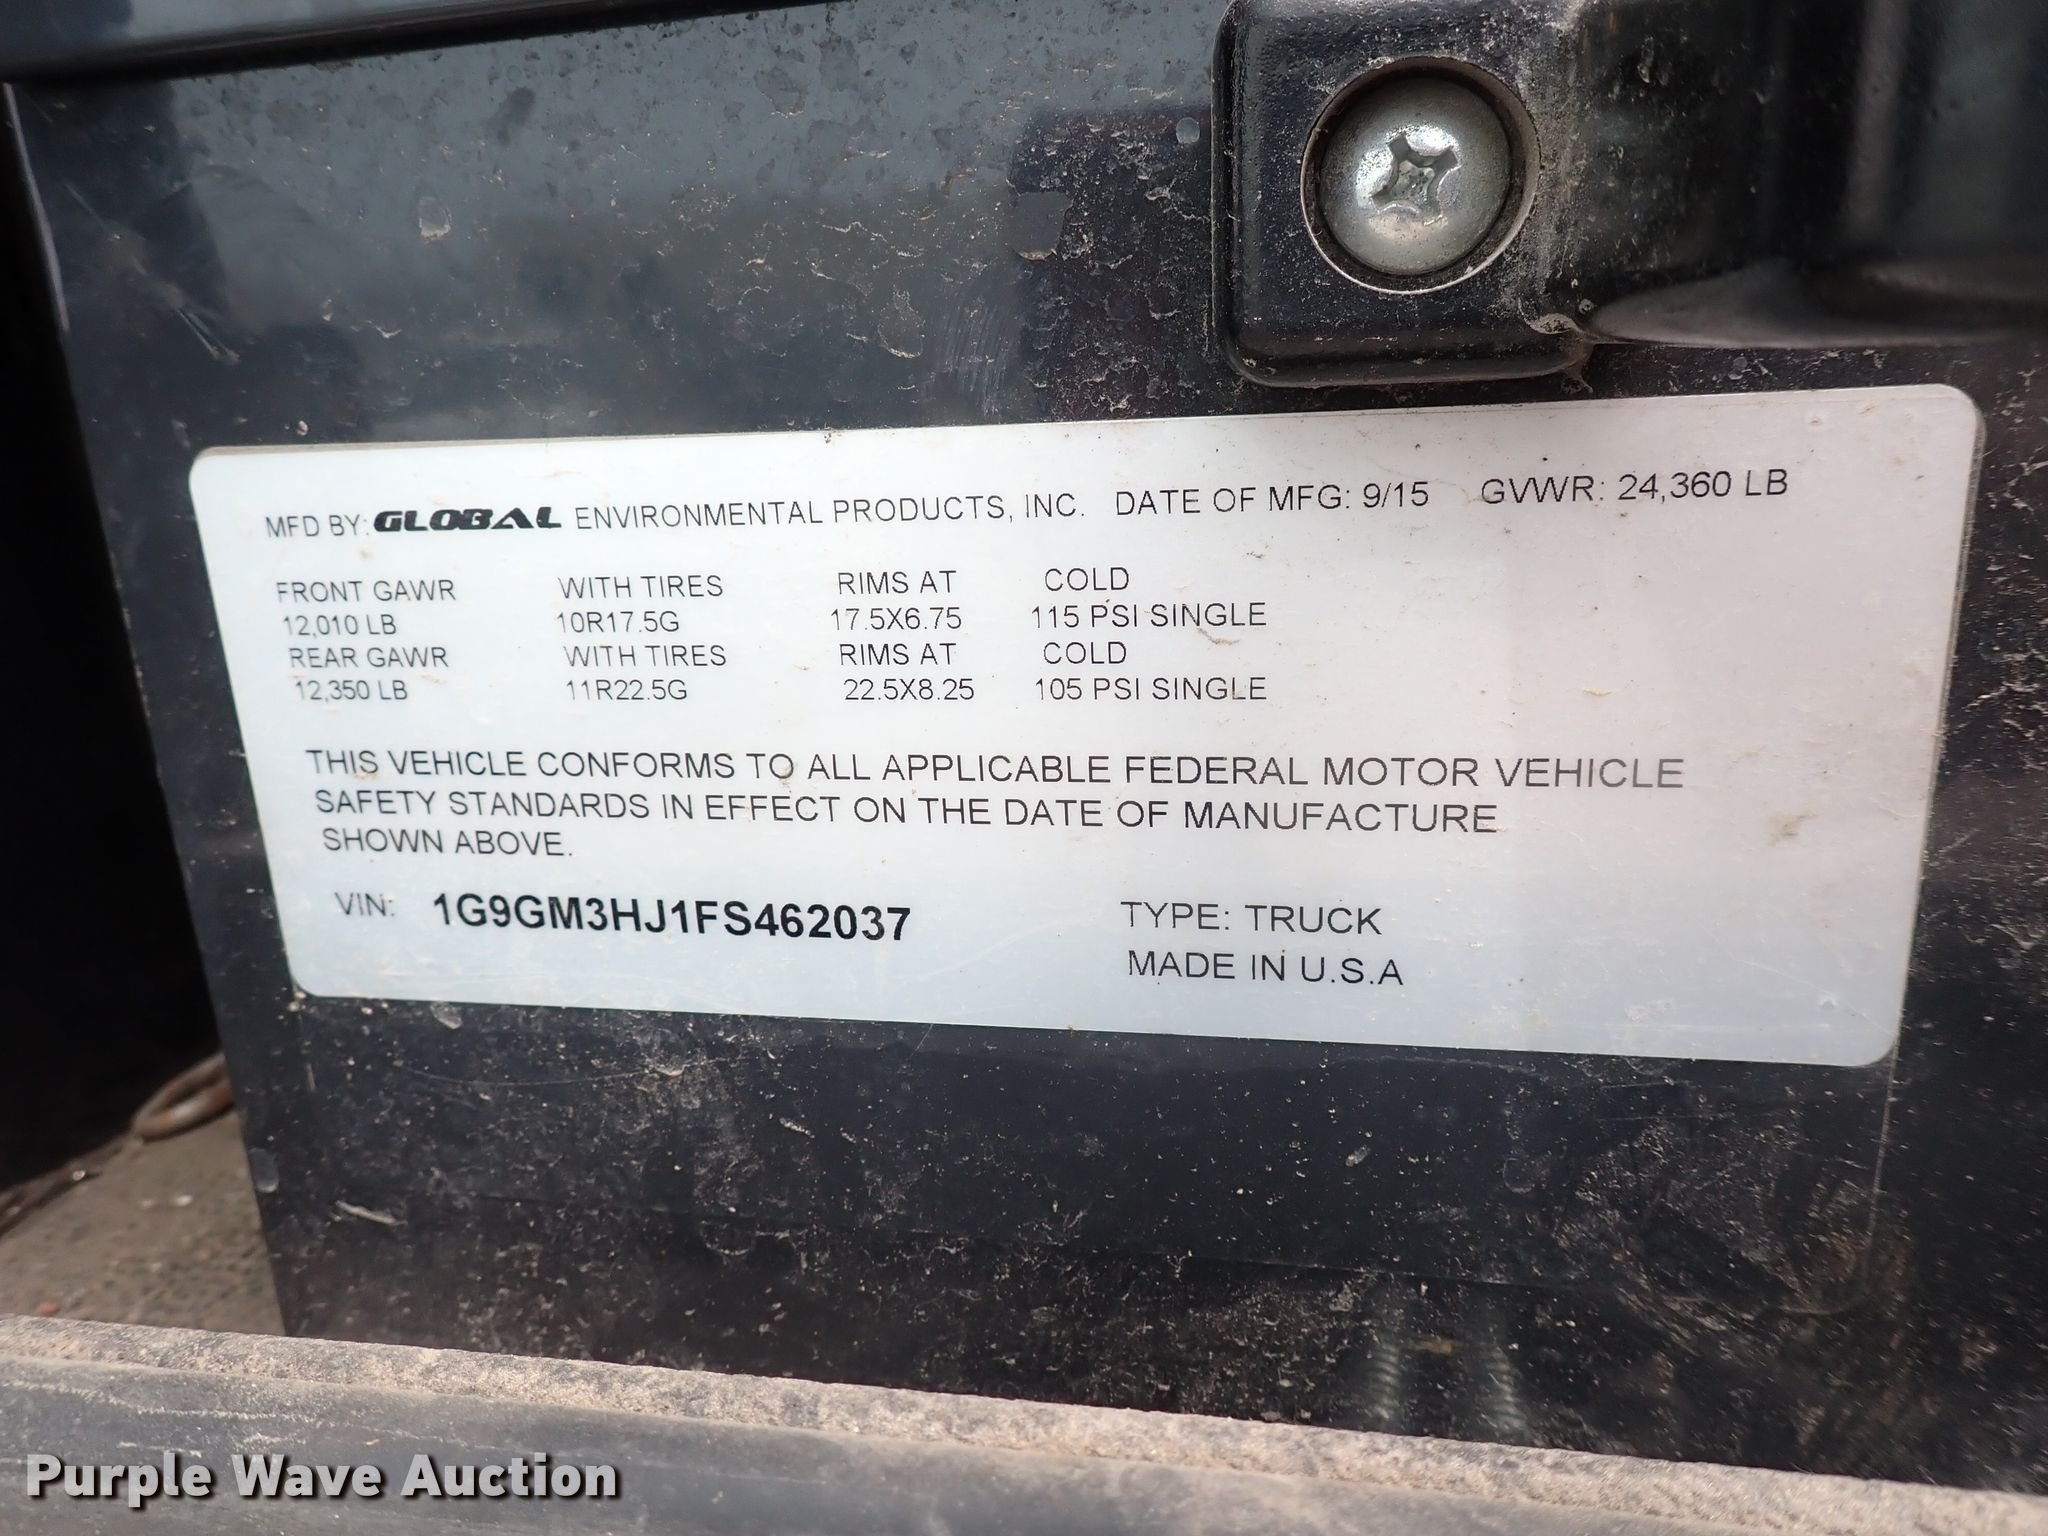 MFD BY: GLOBAL ENVIRONMENTAL PRODUCTS, INC. DATE OF MFG: 9/15 GVWR: 24,360 LB
FRONT GAWR WITH TIRES RIMS AT COLD
12,010 LB 10R17.5G 17.5X6.75 115 PSI SINGLE
REAR GAWR WITH TIRES RIMS AT COLD
12,350 LB 11R22.5G 22.5X8.25 105 PSI SINGLE
THIS VEHICLE CONFORMS TO ALL APPLICABLE FEDERAL MOTOR VEHICLE
SAFETY STANDARDS IN EFFECT ON THE DATE OF MANUFACTURE
SHOWN ABOVE.
VIN: 1G9GM3HJ1FS462037 TYPE: TRUCK
MADE IN U.S.A
Purple Wave Auction